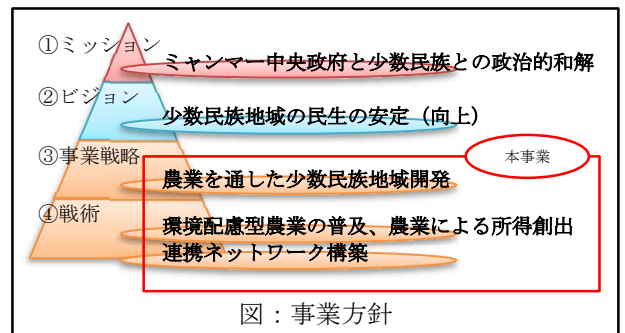 ①ミッション
ミャンマー中央政府と少数民族との政治的和解
②ビジョン
少数民族地域の民生の安定（向上）
③事業戦略
本事業
農業を通した少数民族地域開発
④戦術
環境配慮型農業の普及、農業による所得創出
連携ネットワーク構築
図：事業方針